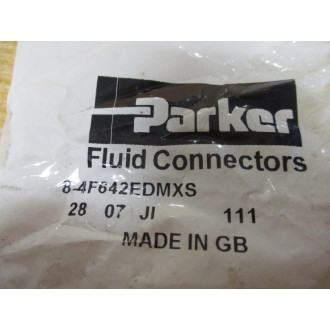 Parker
Fluid Connectors
8-4F642EDMXS
28 07 JI 111
MADE IN GB